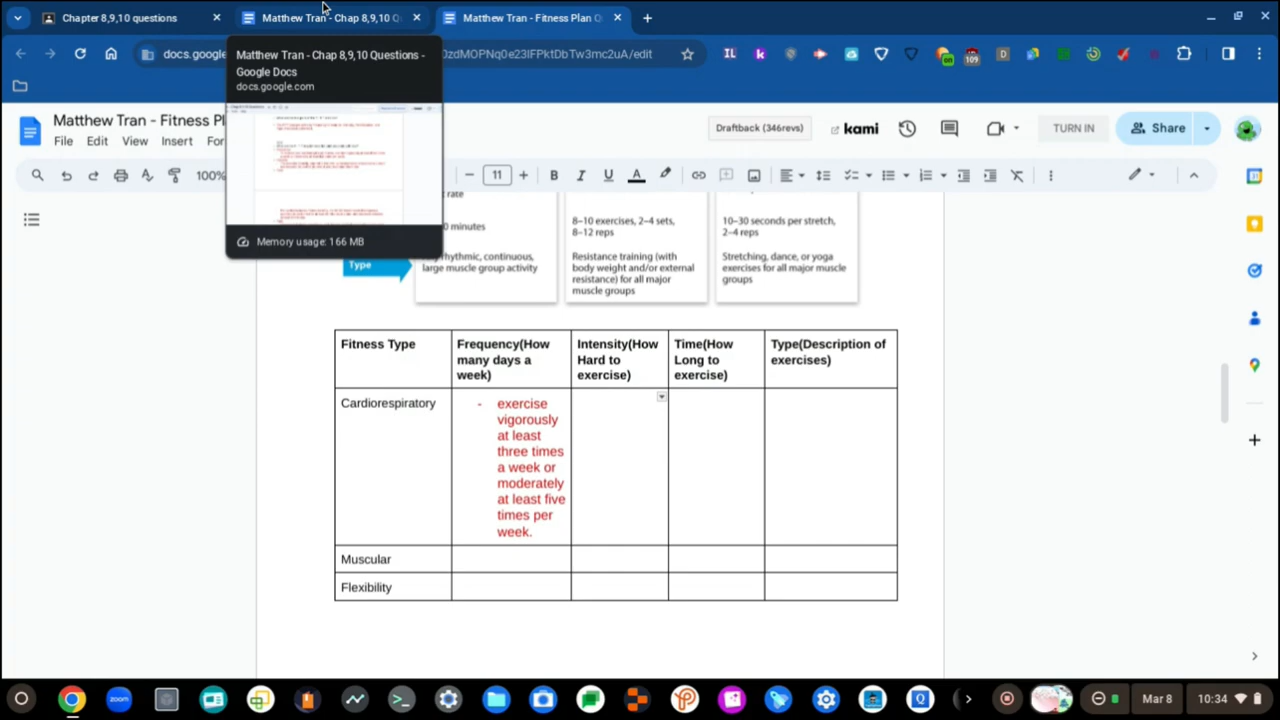 Chapter 8,9,10 questions
Matthew Tran - Chap 8,9,10 Q
Matthew Tran - Fitness Plan Q
docs.google
0zdMOPNq0e23IFPktDbTw3mc2uA/edit
109
Matthew Tran - Chap 8,9,10 Questions -
Google Docs
docs.google.com
Memory usage: 166 MB
Matthew Tran - Fitness Pl
File Edit View Insert For
Draftback (346revs)
kami
TURN IN
Share
100%
11
rate
0 minutes
rhythmic, continuous,
large muscle group activity
8–10 exercises, 2–4 sets,
8–12 reps
Resistance training (with
body weight and/or external
resistance) for all major
muscle groups
10–30 seconds per stretch,
2–4 reps
Stretching, dance, or yoga
exercises for all major muscle
groups
Type
Fitness Type
Frequency(How
many days a
week)
Intensity(How
Hard to
exercise)
Time(How
Long to
exercise)
Type(Description of
exercises)
Cardiorespiratory
- exercise
vigorously
at least
three times
a week or
moderately
at least five
times per
week.
Muscular
Flexibility
zoom
Mar 8
10:34